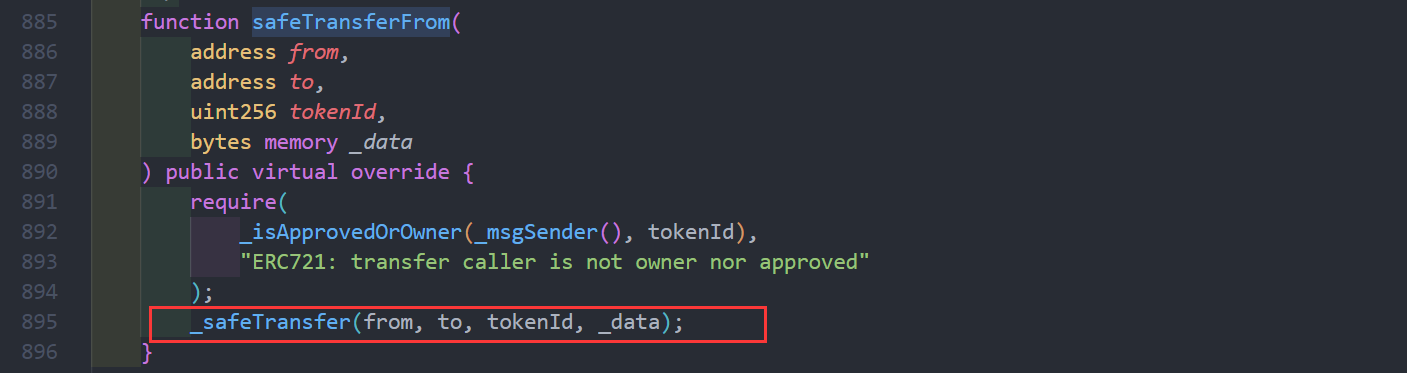 885 function safeTransferFrom(
886 address from,
887 address to,
888 uint256 tokenId,
889 bytes memory _data
890 ) public virtual override {
891 require(
892 _isApprovedOrOwner(_msgSender(), tokenId),
893 "ERC721: transfer caller is not owner nor approved"
894 );
895 _safeTransfer(from, to, tokenId, _data);
896 }